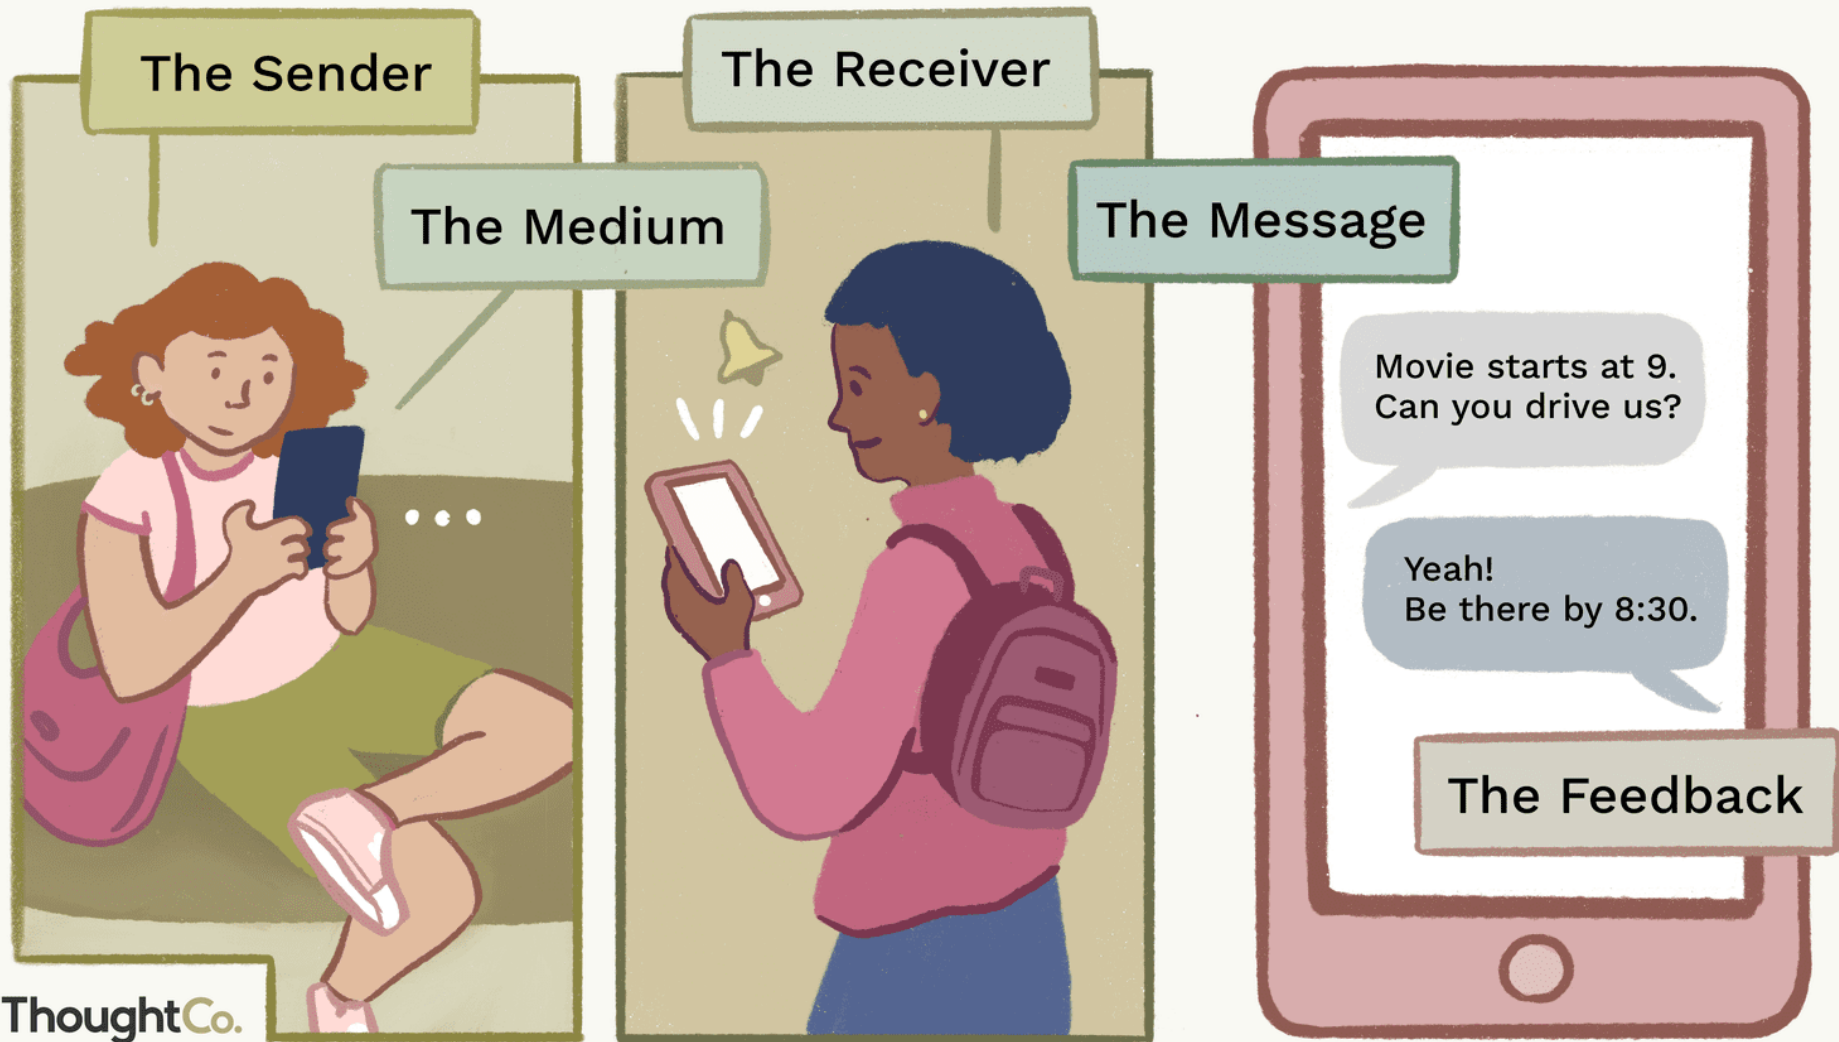 The Sender
The Receiver
The Medium
The Message
Movie starts at 9.
Can you drive us?
Yeah!
Be there by 8:30.
The Feedback
ThoughtCo.